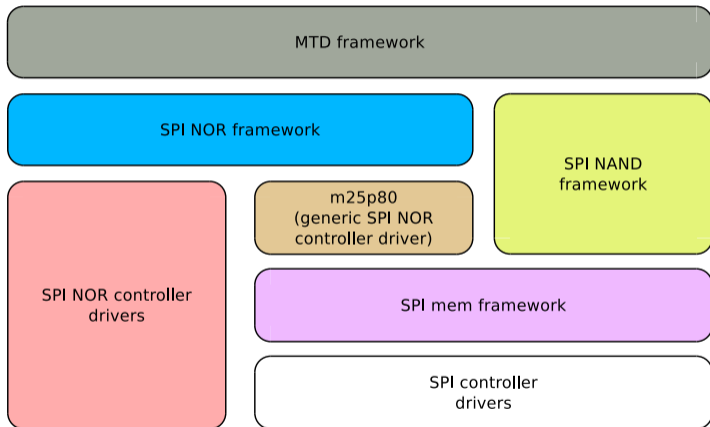 MTD framework
SPI NOR framework
SPI NAND
framework
m25p80
(generic SPI NOR
controller driver)
SPI NOR controller
drivers
SPI mem framework
SPI controller
drivers